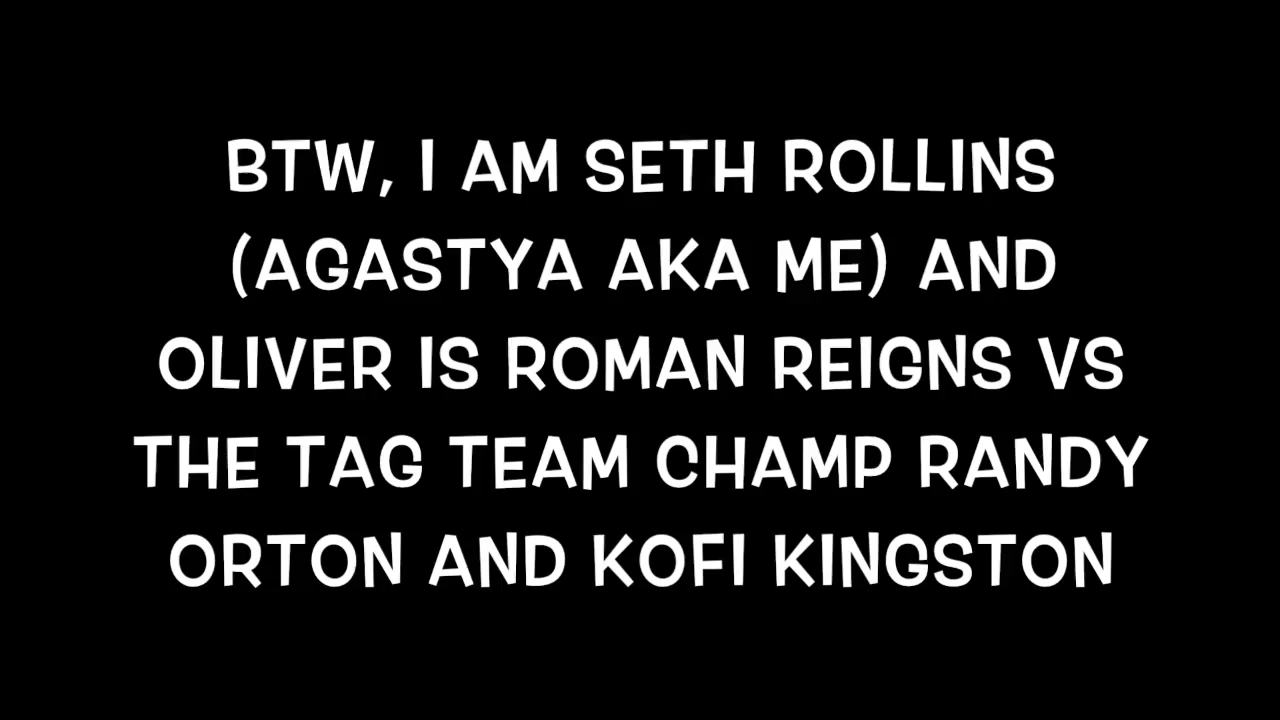 BTW, I AM SETH ROLLINS
(AGASTYA AKA ME) AND
OLIVER IS ROMAN REIGNS VS
THE TAG TEAM CHAMP RANDY
ORTON AND KOFI KINGSTON